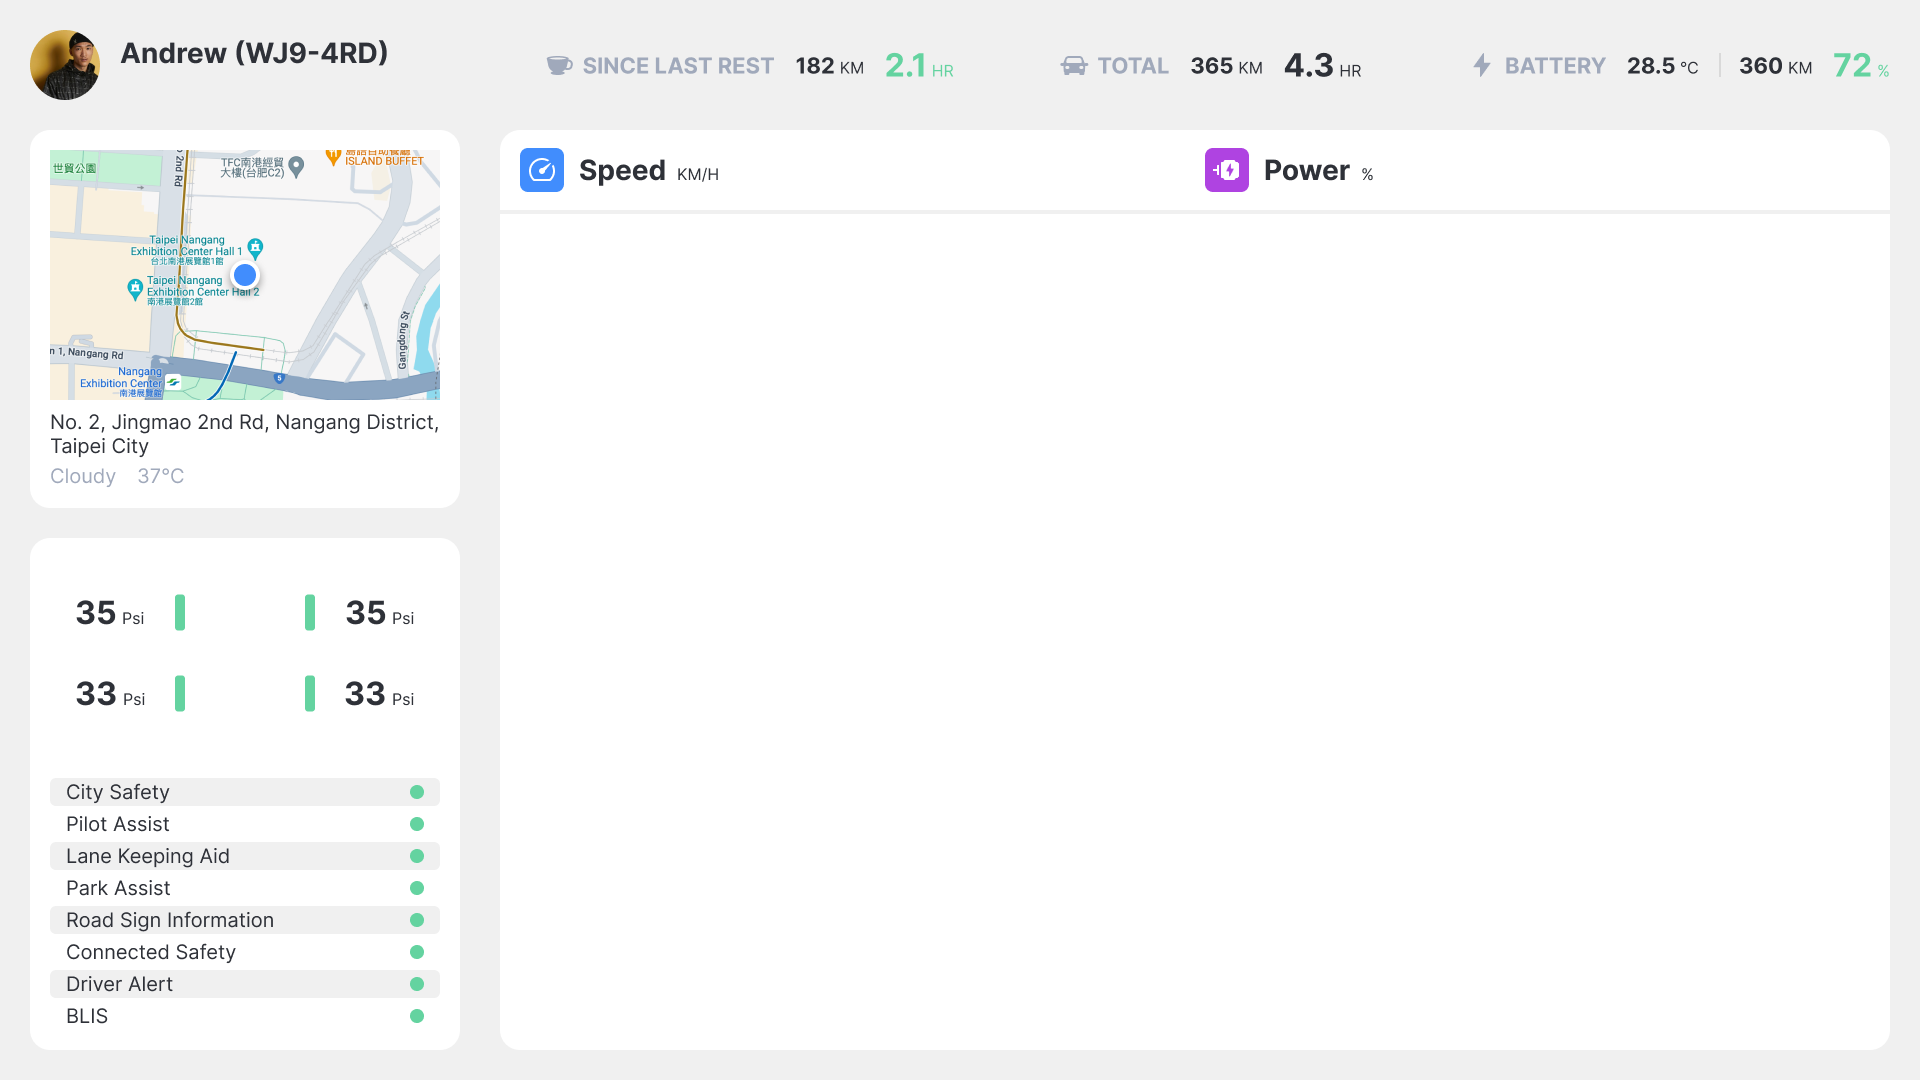 Andrew (WJ9-4RD)
SINCE LAST REST 182 KM 2.1 HR
TOTAL 365 KM 4.3 HR
BATTERY 28.5 °C 360 KM 72 %
世貿公園
2nd Rd
TFC南港經貿
大樓(台肥C2)
ISLAND BUFFET
Taipei Nangang
Exhibition Center Hall 1
台北南港展覽館1館
Taipei Nangang
Exhibition Center Hall 2
南港展覽館2館
Gangdong St
n 1, Nangang Rd
Nangang
Exhibition Center
南港展覽館
5
No. 2, Jingmao 2nd Rd, Nangang District,
Taipei City
Cloudy 37°C
35 Psi 35 Psi
33 Psi 33 Psi
City Safety
Pilot Assist
Lane Keeping Aid
Park Assist
Road Sign Information
Connected Safety
Driver Alert
BLIS
Speed KM/H
Power %